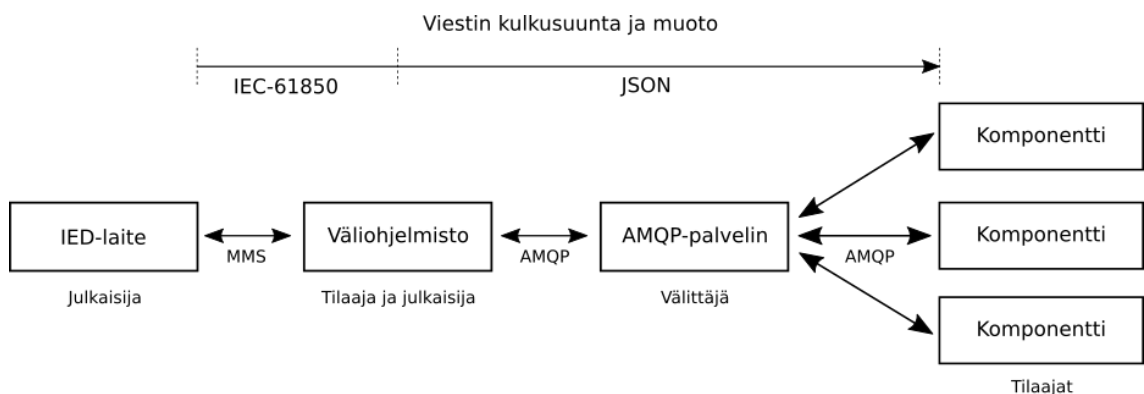 Viestin kulkusuunta ja muoto
IEC-61850
JSON
Komponentti
IED-laite
MMS
Väliohjelmisto
AMQP
AMQP-palvelin
AMQP
Komponentti
Julkaisija
Tilaaja ja julkaisija
Välittäjä
Komponentti
Tilaajat